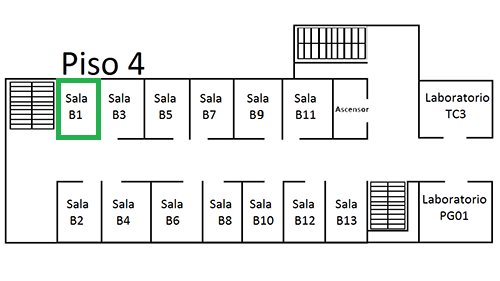 Piso 4
Sala
B1
Sala
B3
Sala
B5
Sala
B7
Sala
B9
Sala
B11
Ascensor
Laboratorio
TC3
Sala
B2
Sala
B4
Sala
B6
Sala
B8
Sala
B10
Sala
B12
Sala
B13
Laboratorio
PG01